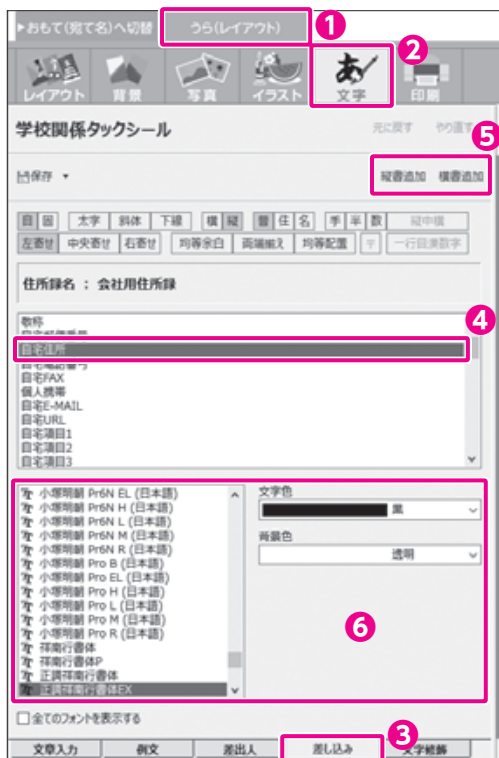 ▸おもて(宛て名)へ切替 うら(レイアウト) 1
2
レイアウト 背景 写真 イラスト 文字 印刷
学校関係タックシール 元に戻す やり直す
5
保存 ▼ 縦書追加 横書追加
太字 斜体 下線 横 縦 住 名 手 半 数 縦中横
左寄せ 中央寄せ 右寄せ 均等余白 両端揃え 均等配置 〒 一行目漢数字
住所録名 : 会社用住所録
4
敬称
自宅住所
自宅FAX
個人携帯
自宅E-MAIL
自宅URL
自宅項目1
自宅項目2
自宅項目3
小塚明朝 Pr6N EL (日本語)
小塚明朝 Pr6N H (日本語)
小塚明朝 Pr6N L (日本語)
小塚明朝 Pr6N M (日本語)
小塚明朝 Pr6N R (日本語)
小塚明朝 Pro B (日本語)
小塚明朝 Pro EL (日本語)
小塚明朝 Pro H (日本語)
小塚明朝 Pro L (日本語)
小塚明朝 Pro M (日本語)
小塚明朝 Pro R (日本語)
祥南行書体
祥南行書体P
正調祥南行書体
正調祥南行書体EX
文字色
黒
背景色
透明
6
全てのフォントを表示する
3
文章入力 例文 差出人 差し込み 文字装飾